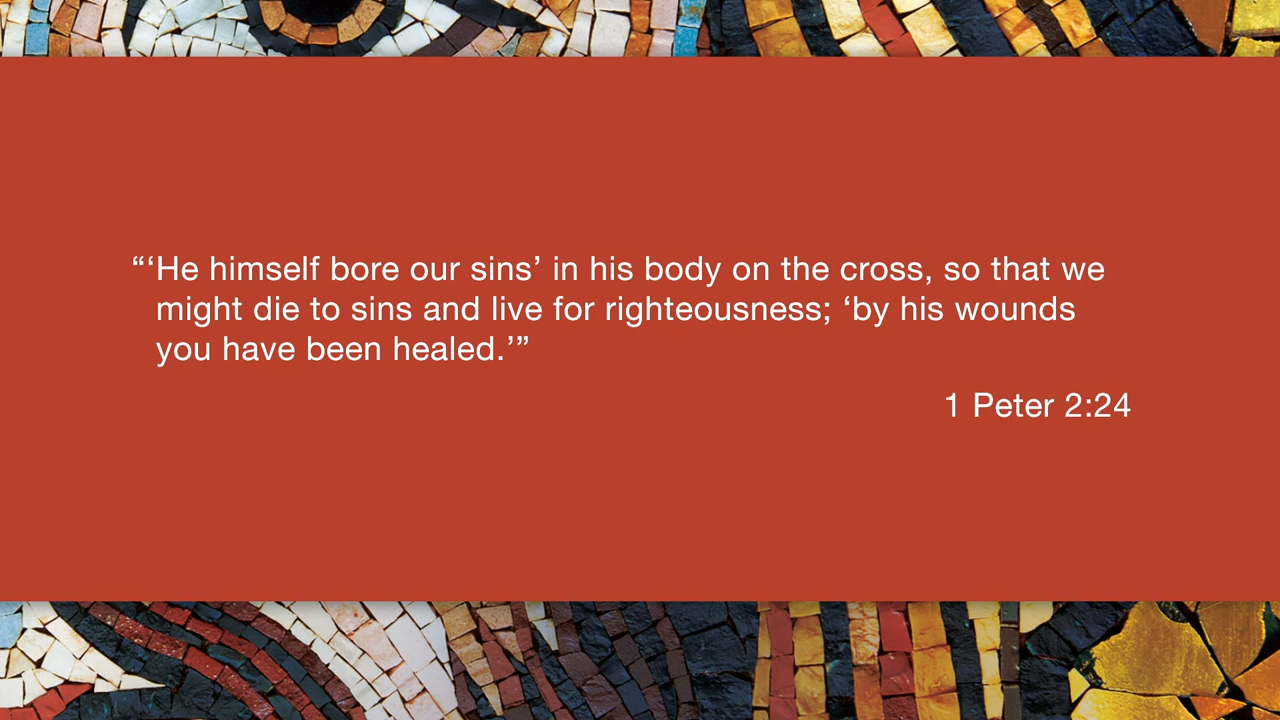 “‘He himself bore our sins’ in his body on the cross, so that we
might die to sins and live for righteousness; ‘by his wounds
you have been healed.’”
1 Peter 2:24